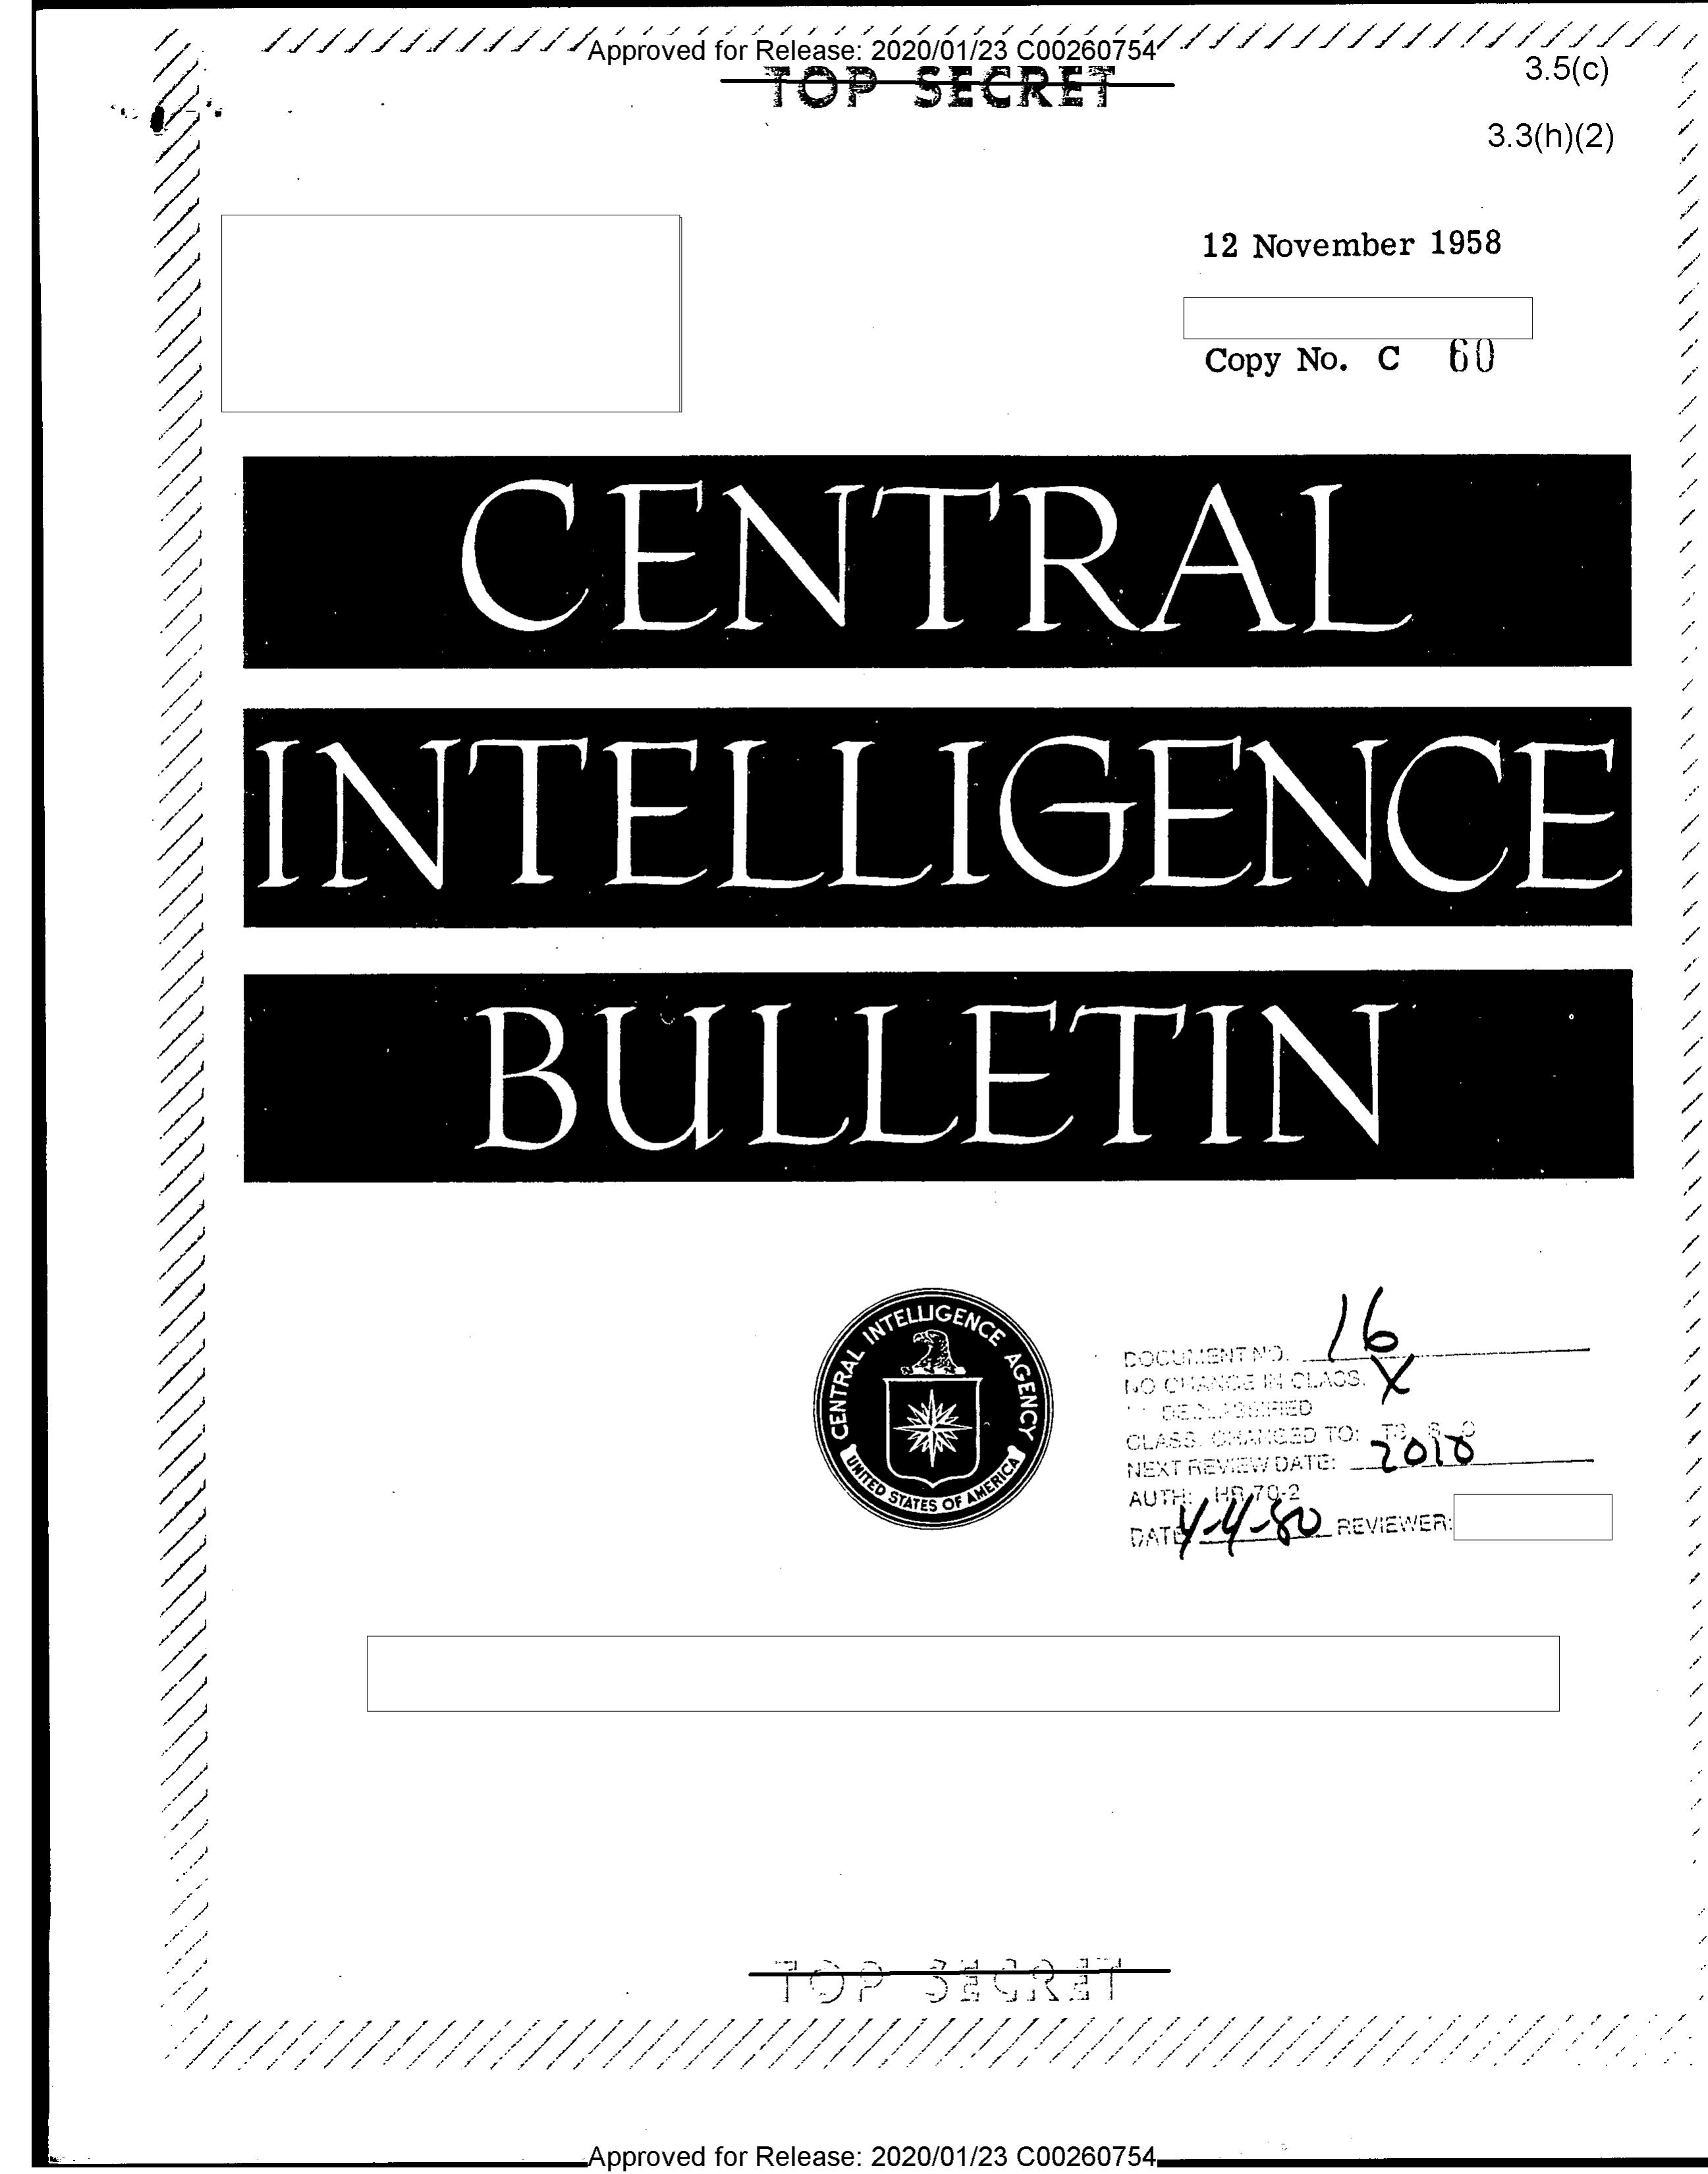 Approved for Release: 2020/01/23 C00260754
TOP SECRET
3.5(c)
3.3(h)(2)
12 November 1958
Copy No. C 60
CENTRAL
INTELLIGENCE
BULLETIN
CENTRAL INTELLIGENCE AGENCY
UNITED STATES OF AMERICA
DOCUMENT NO. 16
NO CHANGE IN CLASS. X
DECLASSIFIED
CLASS. CHANGED TO: TS S C
NEXT REVIEW DATE: 2010
AUTH: HR 70-2
DATE: 4-4-80 REVIEWER:
TOP SECRET
Approved for Release: 2020/01/23 C00260754